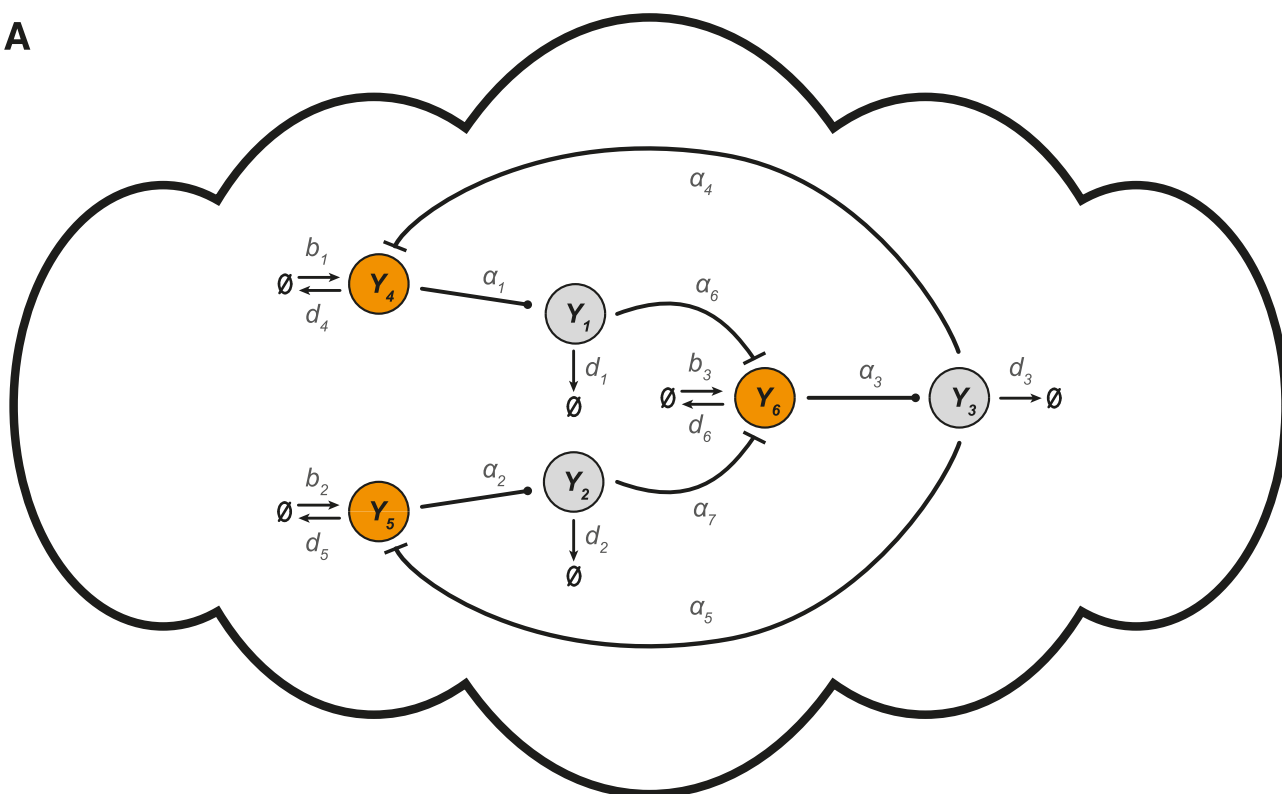 A
α₄
b₁
∅ Y₄ α₁ Y₁ α₆
d₄
d₁
∅
b₃
∅ Y₆ α₃ Y₃ d₃ ∅
d₆
b₂
∅ Y₅ α₂ Y₂ α₇
d₅
d₂
∅
α₅